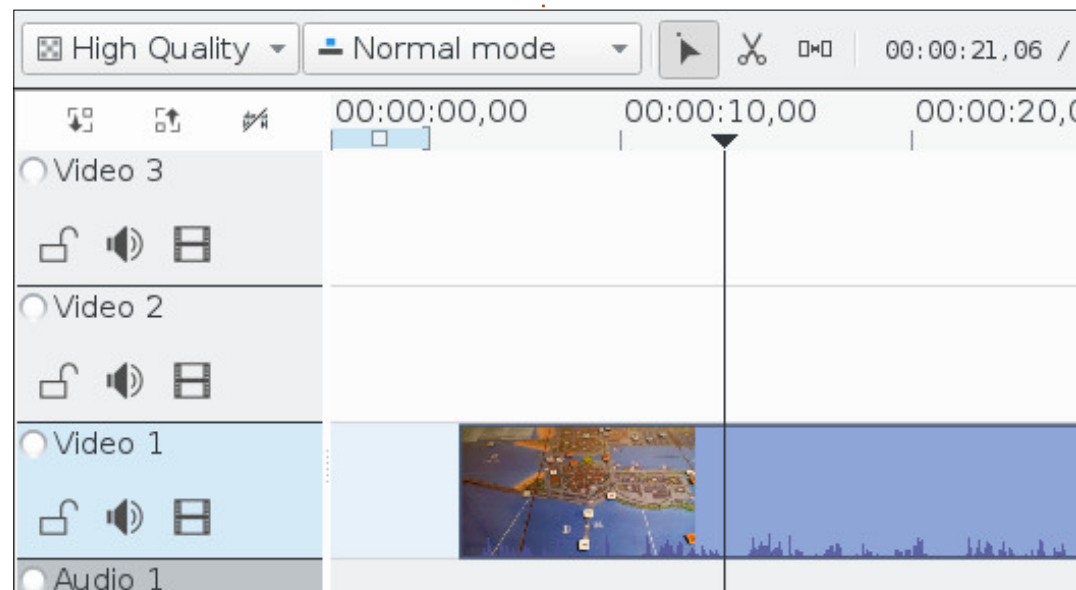 High Quality Normal mode 00:00:21,06 /
00:00:00,00 00:00:10,00 00:00:20,0
Video 3
Video 2
Video 1
Audio 1